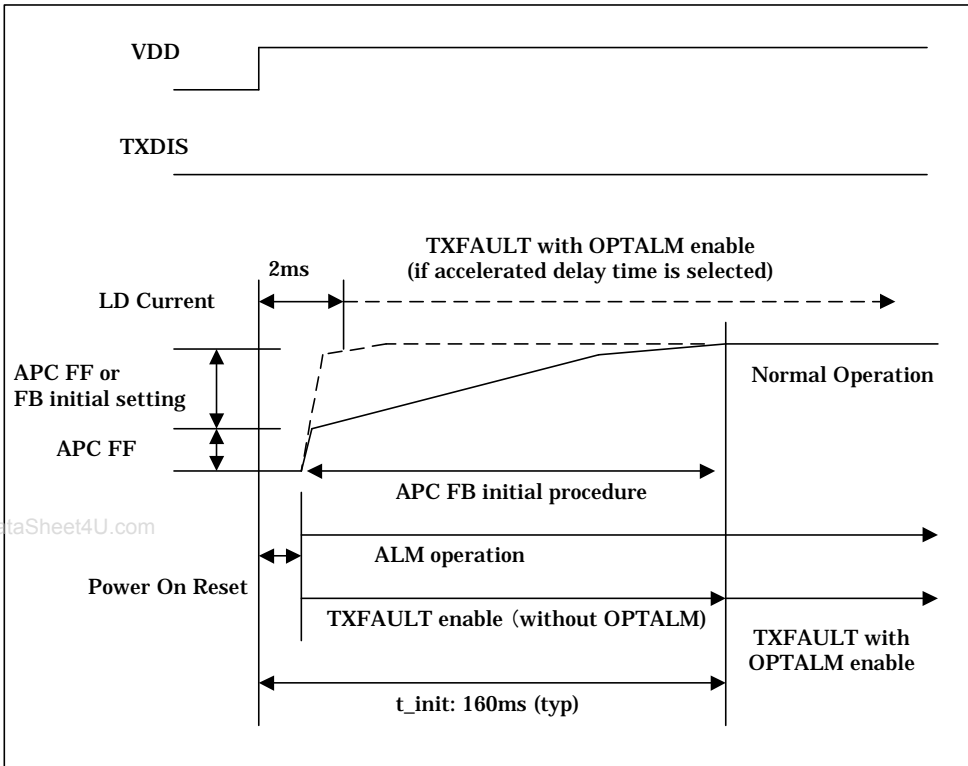 VDD
TXDIS
TXFAULT with OPTALM enable
(if accelerated delay time is selected)
2ms
LD Current
APC FF or
FB initial setting
Normal Operation
APC FF
APC FB initial procedure
taSheet4U.com
ALM operation
Power On Reset
TXFAULT enable (without OPTALM)
TXFAULT with
OPTALM enable
t_init: 160ms (typ)